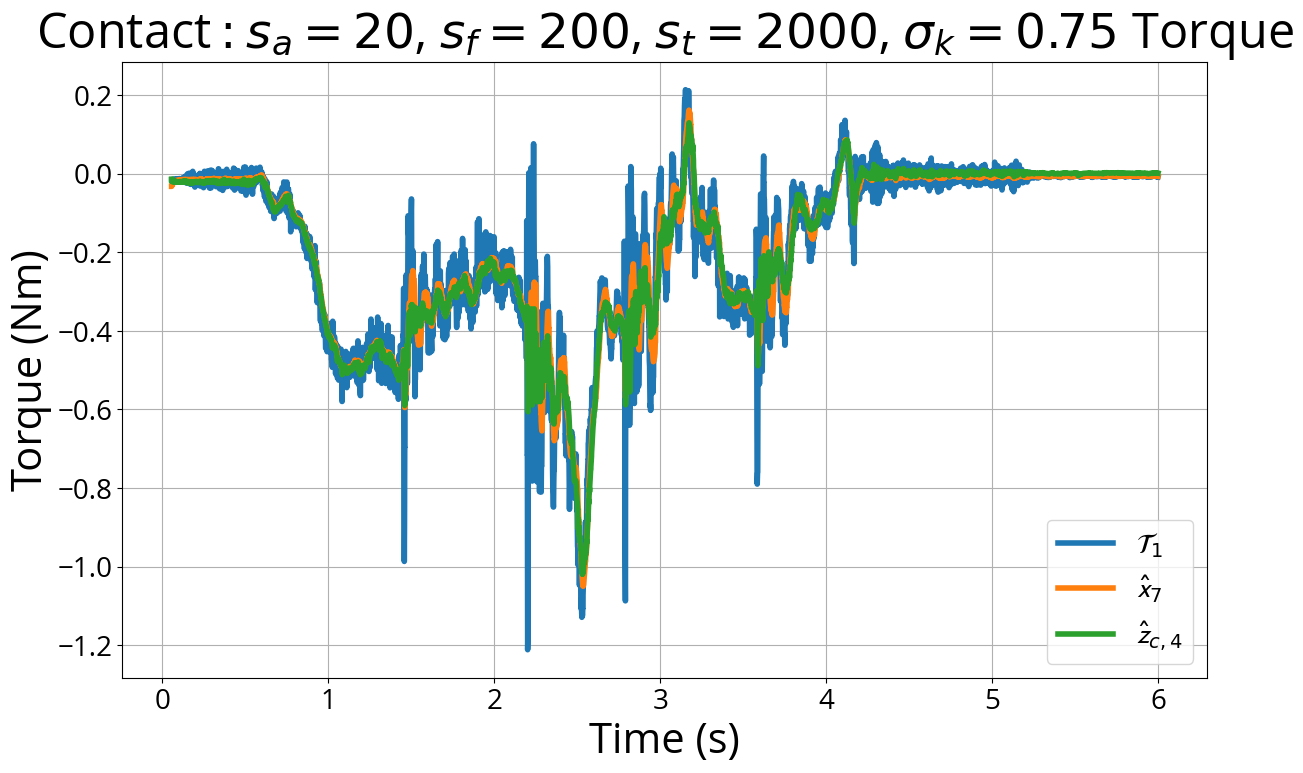 Contact : s_a = 20, s_f = 200, s_t = 2000, σ_k = 0.75 Torque
Torque (Nm)
0.2
0.0
−0.2
−0.4
−0.6
−0.8
−1.0
−1.2
𝒯_1
x̂_7
ẑ_{c,4}
0 1 2 3 4 5 6
Time (s)